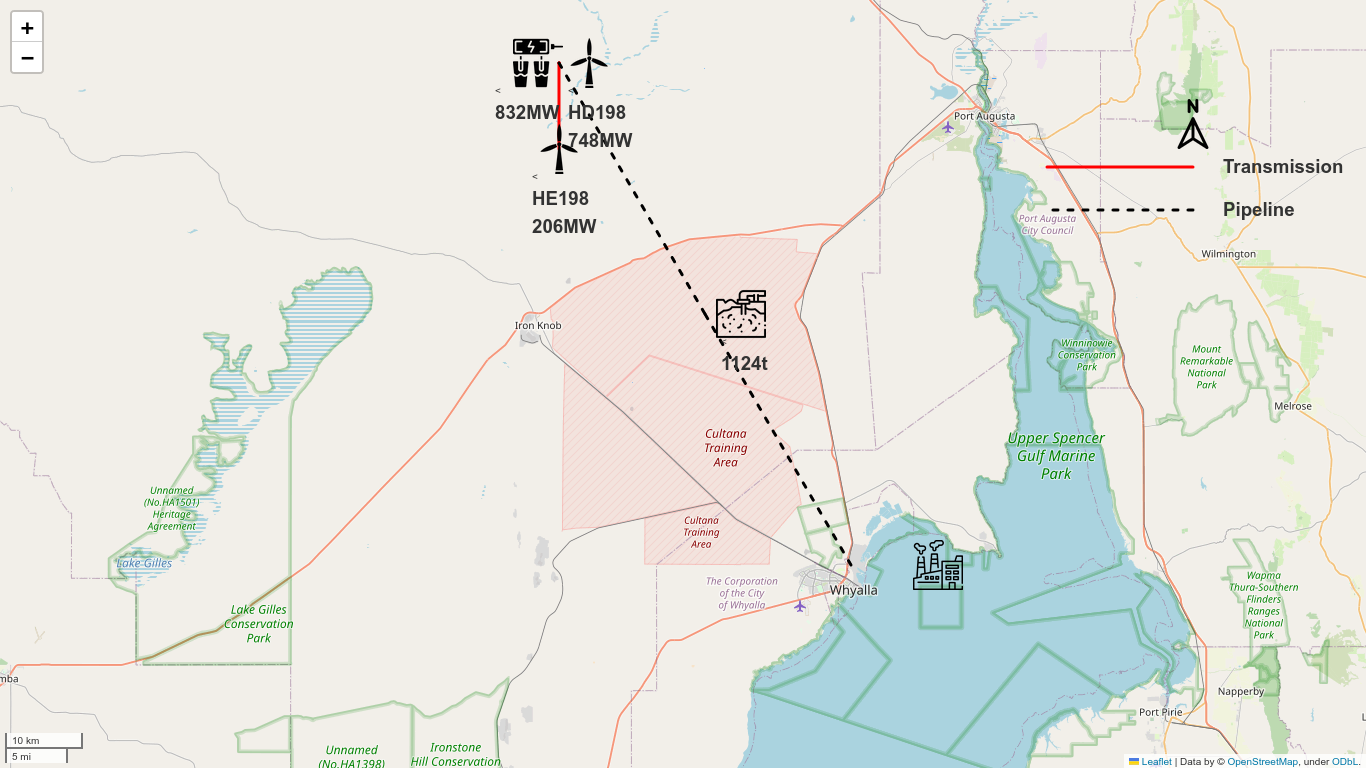 +
−
832MW
HD198
748MW
HE198
206MW
N
Transmission
Pipeline
Port Augusta
Port Augusta
City Council
Wilmington
Iron Knob
1124t
Winninowie
Conservation
Park
Mount
Remarkable
National
Park
Melrose
Cultana
Training
Area
Upper Spencer
Gulf Marine
Park
Unnamed
(No.HA1501)
Heritage
Agreement
Cultana
Training
Area
Lake Gilles
The Corporation
of the City
of Whyalla
Whyalla
Wapma
Thura-Southern
Flinders
Ranges
National
Park
Lake Gilles
Conservation
Park
mba
Napperby
Port Pirie
Unnamed
(No.HA1398)
Ironstone
Hill Conservation
10 km
5 mi
Leaflet | Data by © OpenStreetMap, under ODbL.